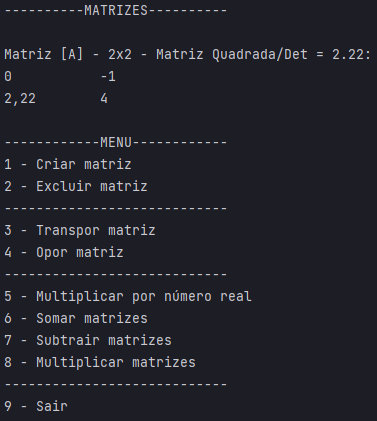 ----------MATRIZES----------
Matriz [A] - 2x2 - Matriz Quadrada/Det = 2.22:
0           -1
2,22        4
------------MENU------------
1 - Criar matriz
2 - Excluir matriz
----------------------------
3 - Transpor matriz
4 - Opor matriz
----------------------------
5 - Multiplicar por número real
6 - Somar matrizes
7 - Subtrair matrizes
8 - Multiplicar matrizes
----------------------------
9 - Sair